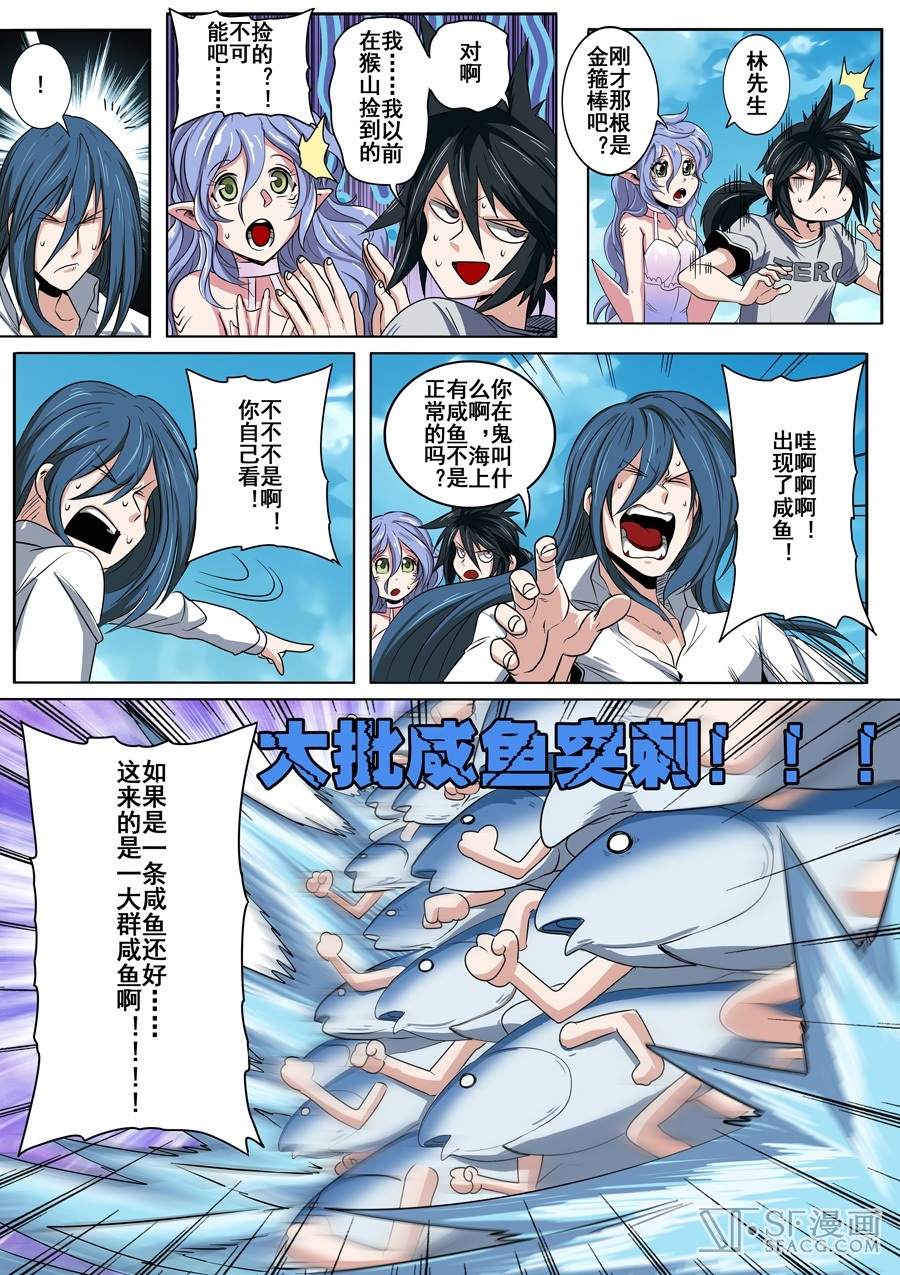 林先生
刚才那根是
金箍棒吧？
对
啊
我……我以前
在猴山捡到的
捡的？！
不可
能吧……
！
哇啊啊啊！
出现了咸鱼！
你在鬼叫什
么啊，海上
有咸鱼不是
正常的吗？
不不不是啊！
你自己看！
大批咸鱼突刺！！！
如果是一条咸鱼还好……
这来的是一大群咸鱼啊！！！！
ZERO
SF漫画
SFACG.COM